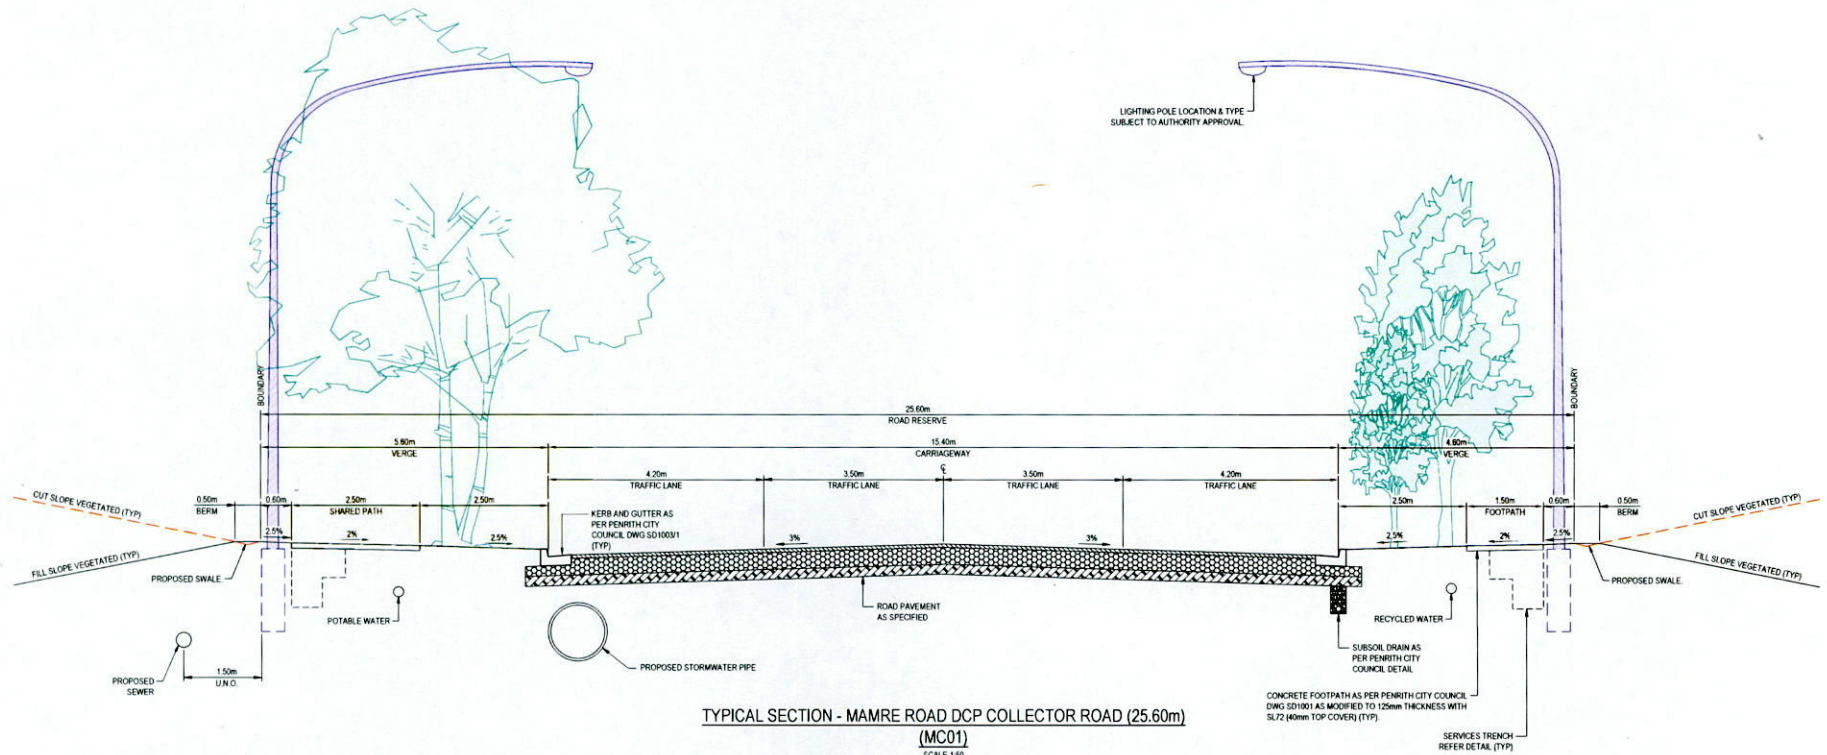 LIGHTING POLE LOCATION & TYPE
SUBJECT TO AUTHORITY APPROVAL.
BOUNDARY
BOUNDARY
25.60m
ROAD RESERVE
5.60m
VERGE
15.40m
CARRIAGEWAY
4.60m
VERGE
4.20m
TRAFFIC LANE
3.50m
TRAFFIC LANE
3.50m
TRAFFIC LANE
4.20m
TRAFFIC LANE
CUT SLOPE VEGETATED (TYP)
0.50m
BERM
0.60m
2.50m
SHARED PATH
2.50m
2.50m
1.50m
FOOTPATH
0.60m
0.50m
BERM
CUT SLOPE VEGETATED (TYP)
KERB AND GUTTER AS
PER PENRITH CITY
COUNCIL DWG SD1003/1
(TYP)
2.5%
2%
2.5%
3%
3%
2.5%
2%
2.5%
FILL SLOPE VEGETATED (TYP)
PROPOSED SWALE.
POTABLE WATER
ROAD PAVEMENT
AS SPECIFIED
RECYCLED WATER
PROPOSED SWALE.
FILL SLOPE VEGETATED (TYP)
PROPOSED
SEWER
1.50m
U.N.O.
PROPOSED STORMWATER PIPE
SUBSOIL DRAIN AS
PER PENRITH CITY
COUNCIL DETAIL
CONCRETE FOOTPATH AS PER PENRITH CITY COUNCIL
DWG SD1001 AS MODIFIED TO 125mm THICKNESS WITH
SL72 (40mm TOP COVER) (TYP).
SERVICES TRENCH
REFER DETAIL (TYP)
TYPICAL SECTION - MAMRE ROAD DCP COLLECTOR ROAD (25.60m)
(MC01)
SCALE 1:50